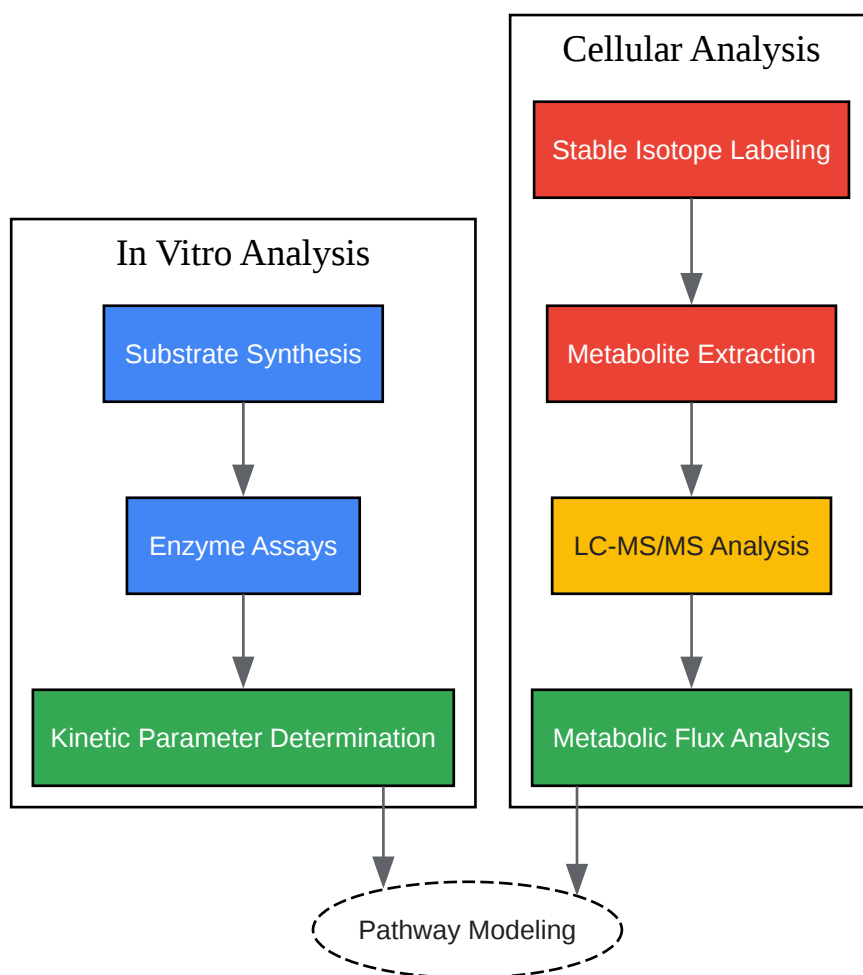 In Vitro Analysis
Substrate Synthesis
Enzyme Assays
Kinetic Parameter Determination
Cellular Analysis
Stable Isotope Labeling
Metabolite Extraction
LC-MS/MS Analysis
Metabolic Flux Analysis
Pathway Modeling